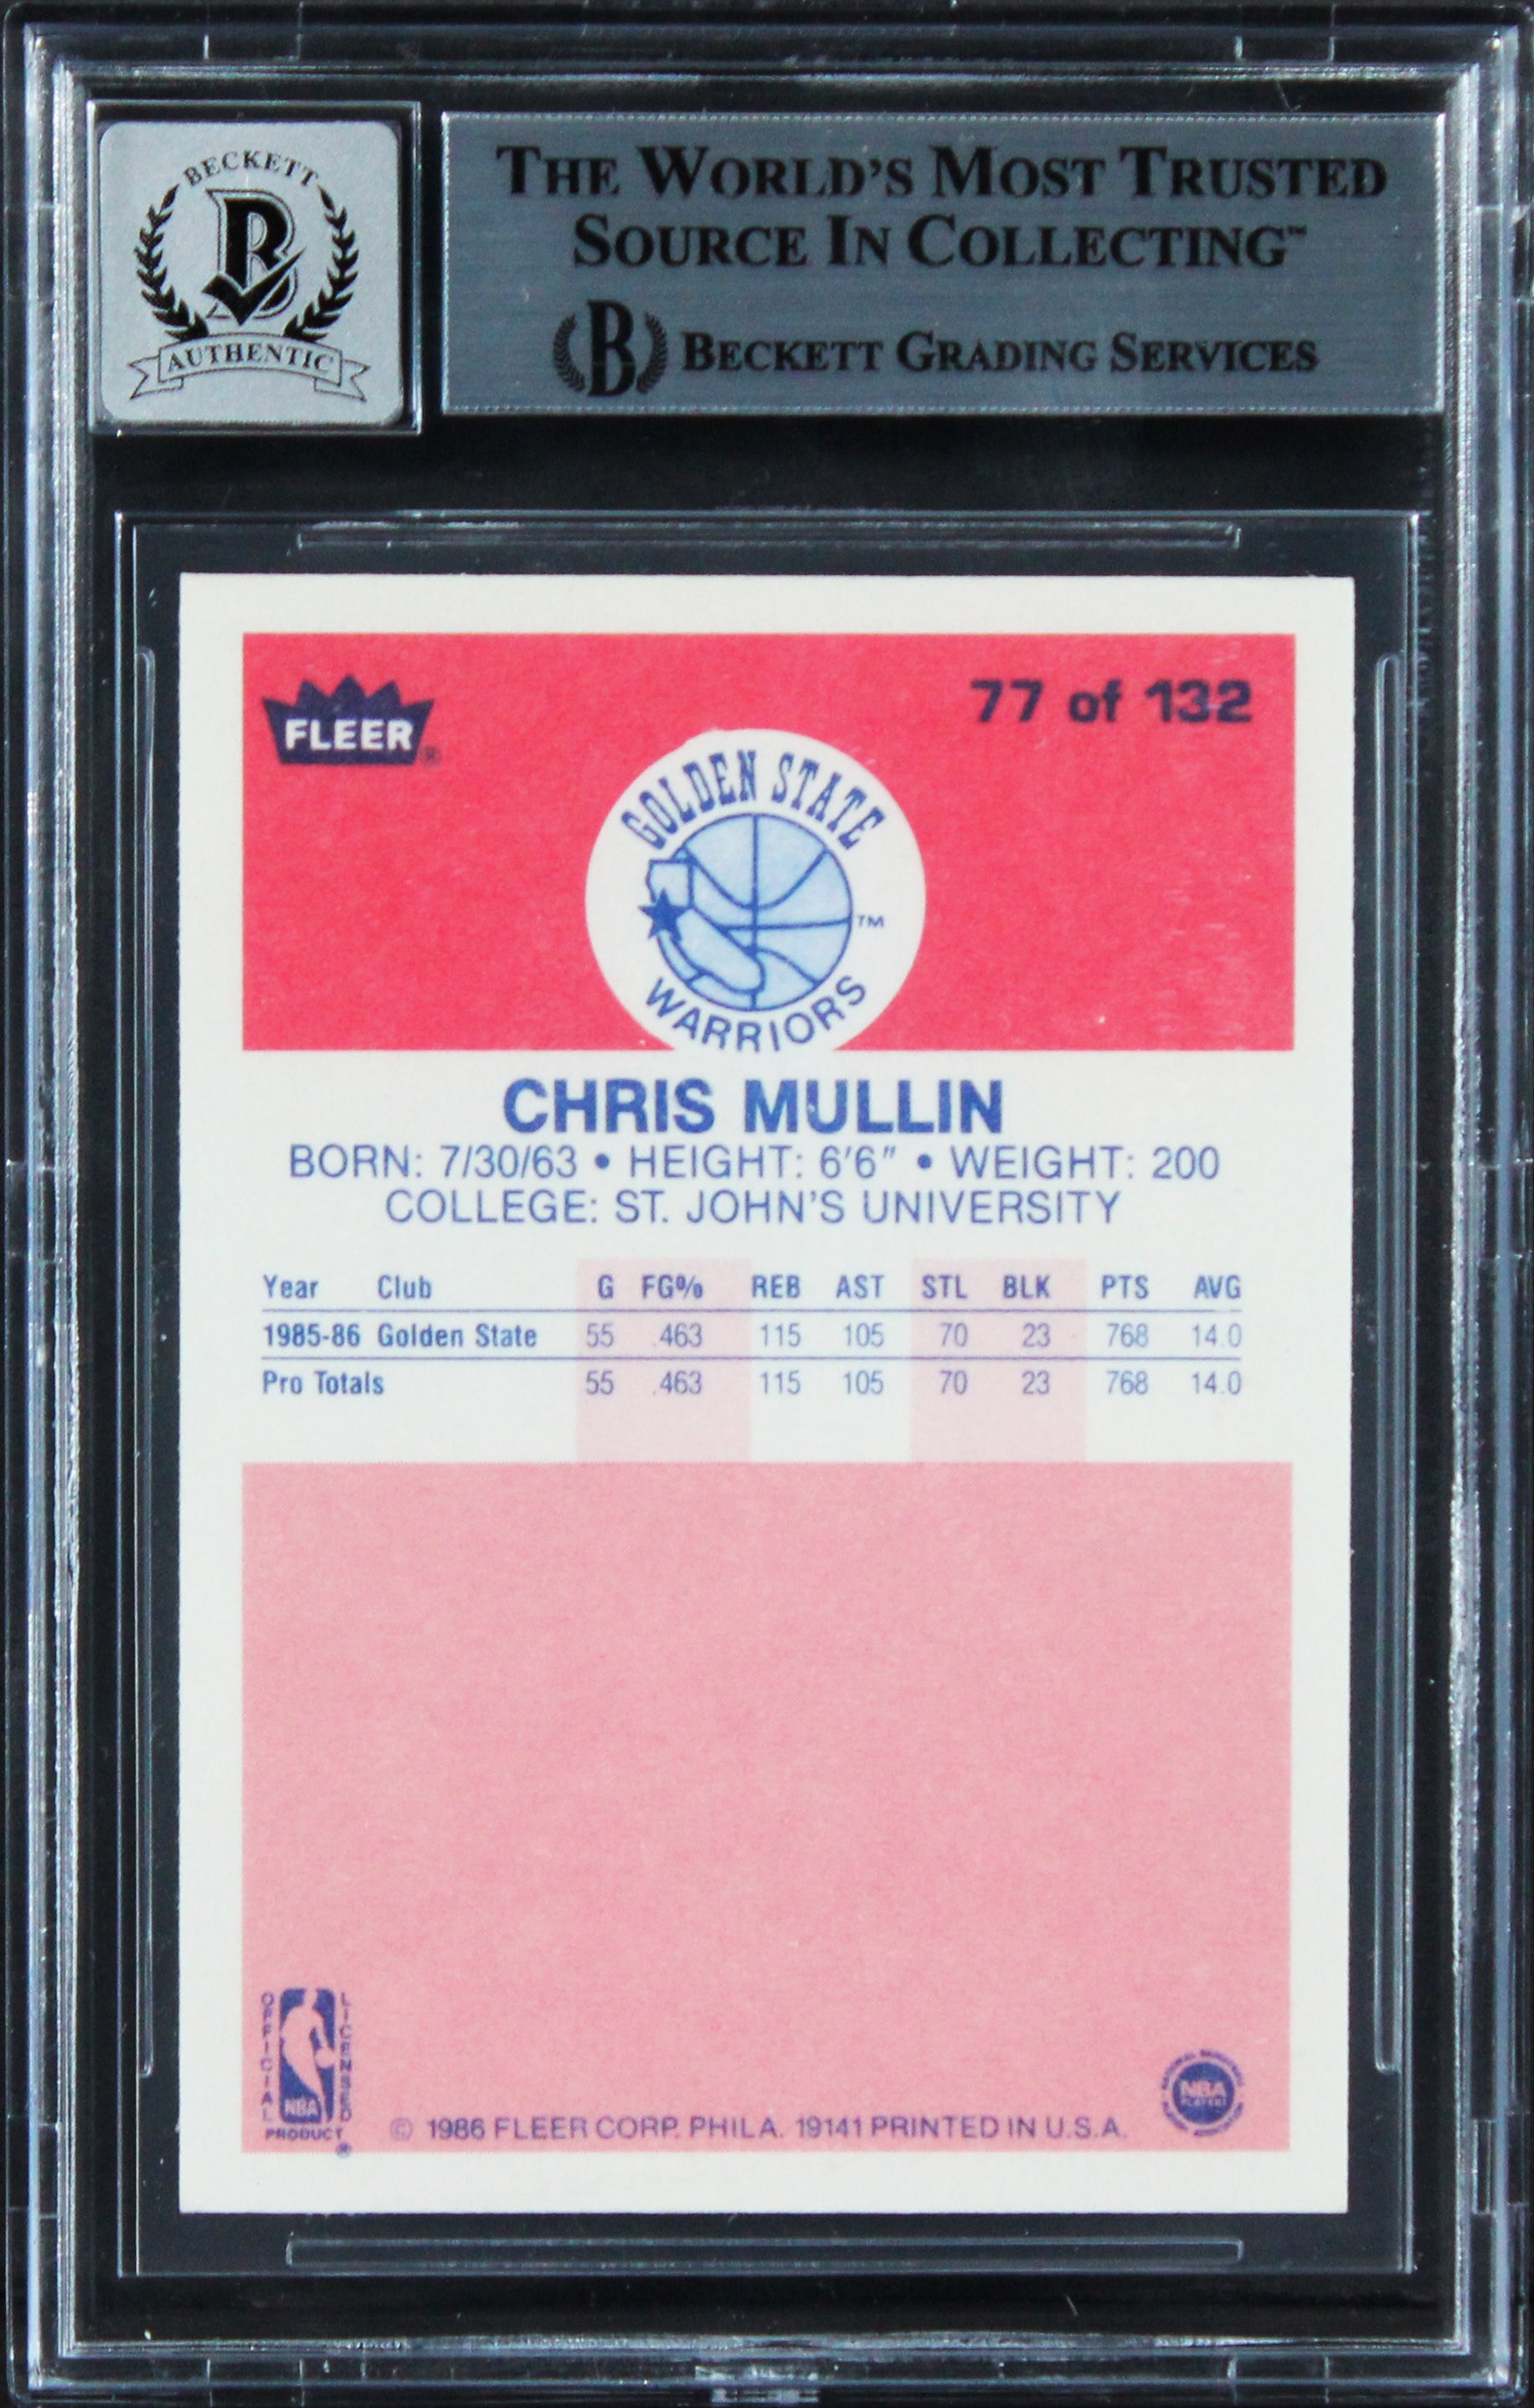 BECKETT
B
AUTHENTIC
THE WORLD'S MOST TRUSTED
SOURCE IN COLLECTING™
B BECKETT GRADING SERVICES
FLEER®
77 of 132
GOLDEN STATE
TM
WARRIORS
CHRIS MULLIN
BORN: 7/30/63 • HEIGHT: 6'6" • WEIGHT: 200
COLLEGE: ST. JOHN'S UNIVERSITY
Year Club G FG% REB AST STL BLK PTS AVG
1985-86 Golden State 55 .463 115 105 70 23 768 14.0
Pro Totals 55 .463 115 105 70 23 768 14.0
OFFICIAL
LICENSED
NBA
PRODUCT
®
© 1986 FLEER CORP. PHILA. 19141 PRINTED IN U.S.A.
NBA
PLAYERS